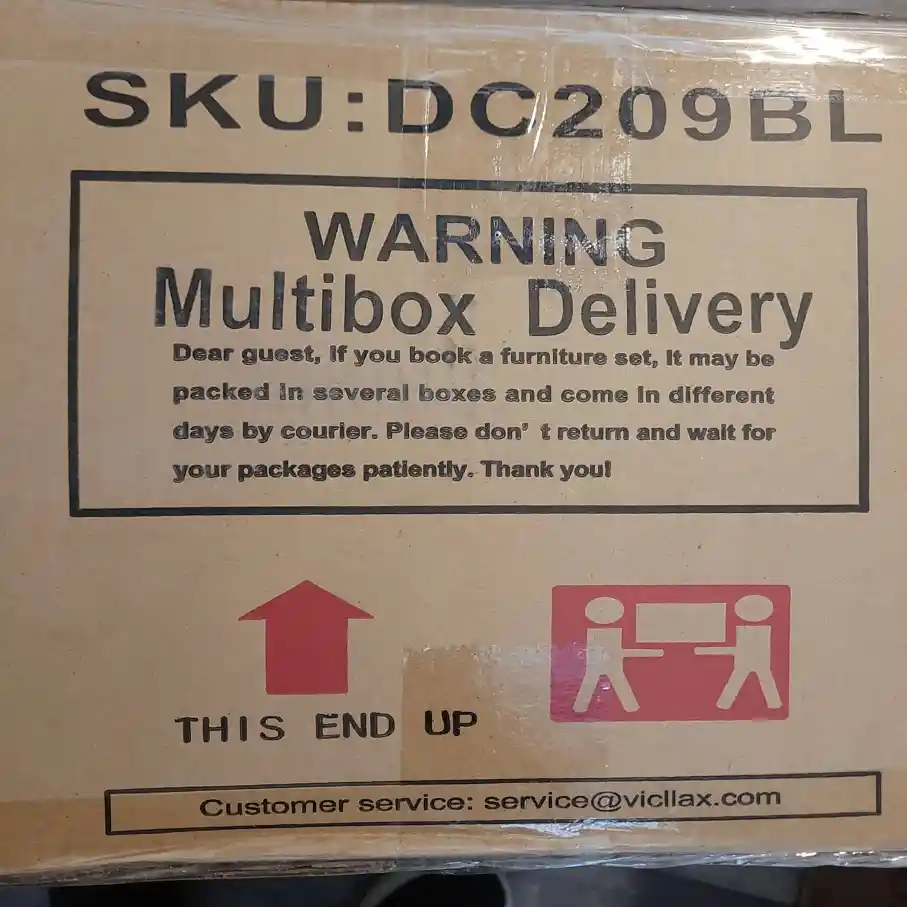 SKU:DC209BL
WARNING
Multibox Delivery
Dear guest, if you book a furniture set, it may be
packed in several boxes and come in different
days by courier. Please don't return and wait for
your packages patiently. Thank you!
THIS END UP
Customer service: service@vicllax.com